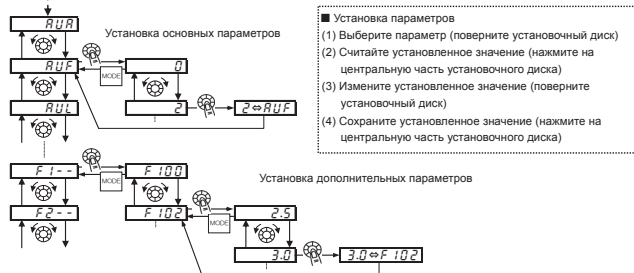 AUA
Установка основных параметров
AUF
MODE
0
AUL
2
2⇔AUF
■ Установка параметров
(1) Выберите параметр (поверните установочный диск)
(2) Считайте установленное значение (нажмите на
центральную часть установочного диска)
(3) Измените установленное значение (поверните
установочный диск)
(4) Сохраните установленное значение (нажмите на
центральную часть установочного диска)
F1--
MODE
F100
Установка дополнительных параметров
F2--
F102
MODE
2.5
3.0
3.0⇔F102